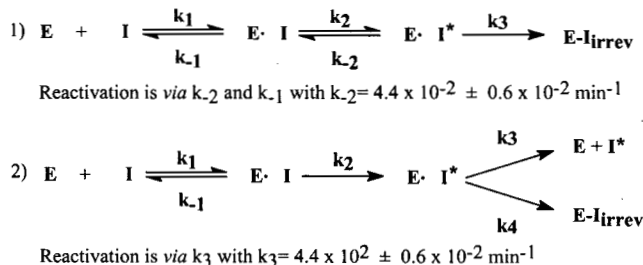 k₁ k₂ k3
1) E + I E· I E· I* E-Iirrev
k-1 k-2
Reactivation is via k-2 and k-1 with k-2= 4.4 x 10⁻² ± 0.6 x 10⁻² min⁻¹
k3 E + I*
k₁ k₂
2) E + I E· I E· I*
k-1
k4 E-Iirrev
Reactivation is via k3 with k3= 4.4 x 10² ± 0.6 x 10⁻² min⁻¹